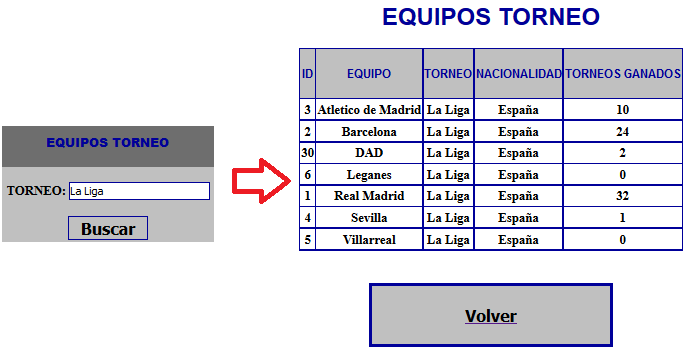 EQUIPOS TORNEO
TORNEO: La Liga
Buscar
EQUIPOS TORNEO
ID EQUIPO TORNEO NACIONALIDAD TORNEOS GANADOS
3 Atletico de Madrid La Liga España 10
2 Barcelona La Liga España 24
30 DAD La Liga España 2
6 Leganes La Liga España 0
1 Real Madrid La Liga España 32
4 Sevilla La Liga España 1
5 Villarreal La Liga España 0
Volver